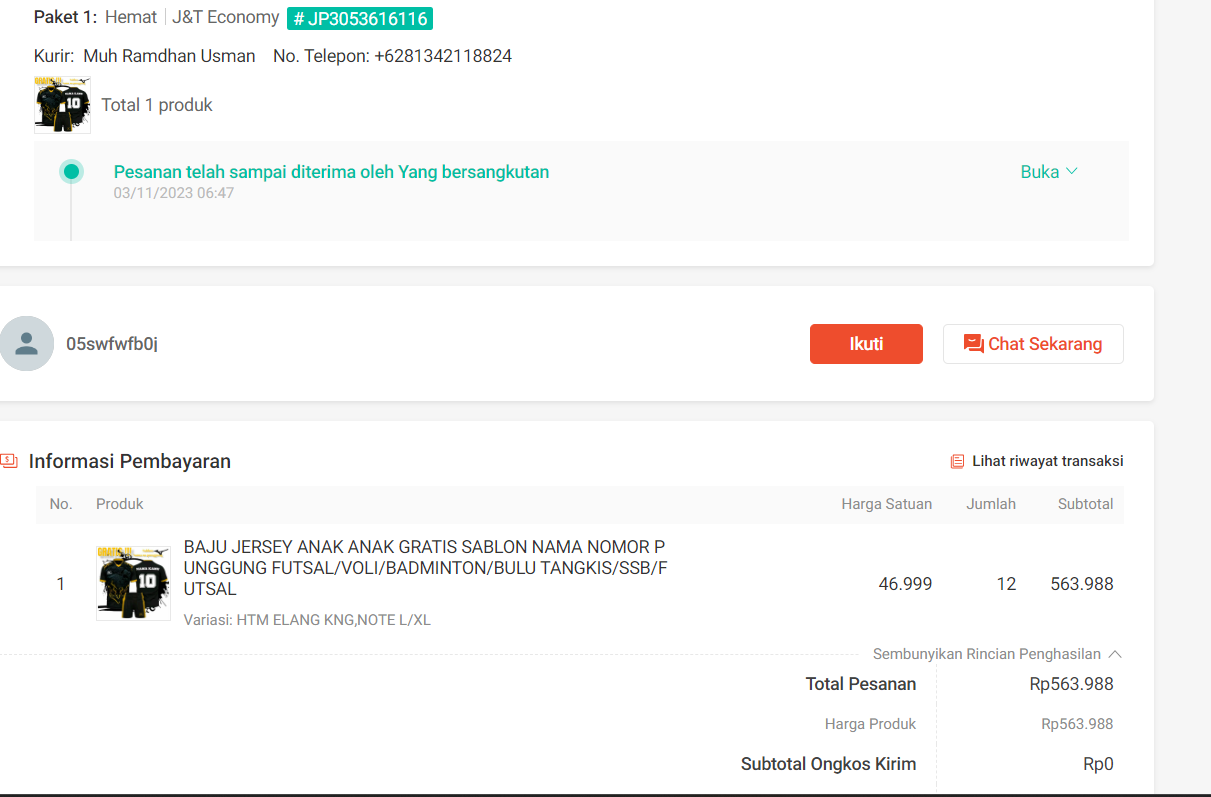 Paket 1: Hemat J&T Economy # JP3053616116
Kurir: Muh Ramdhan Usman No. Telepon: +6281342118824
Total 1 produk
Pesanan telah sampai diterima oleh Yang bersangkutan
Buka
03/11/2023 06:47
05swfwfb0j
Ikuti
Chat Sekarang
Informasi Pembayaran
Lihat riwayat transaksi
No. Produk Harga Satuan Jumlah Subtotal
BAJU JERSEY ANAK ANAK GRATIS SABLON NAMA NOMOR P
UNGGUNG FUTSAL/VOLI/BADMINTON/BULU TANGKIS/SSB/F
UTSAL
1 46.999 12 563.988
Variasi: HTM ELANG KNG,NOTE L/XL
Sembunyikan Rincian Penghasilan
Total Pesanan Rp563.988
Harga Produk Rp563.988
Subtotal Ongkos Kirim Rp0